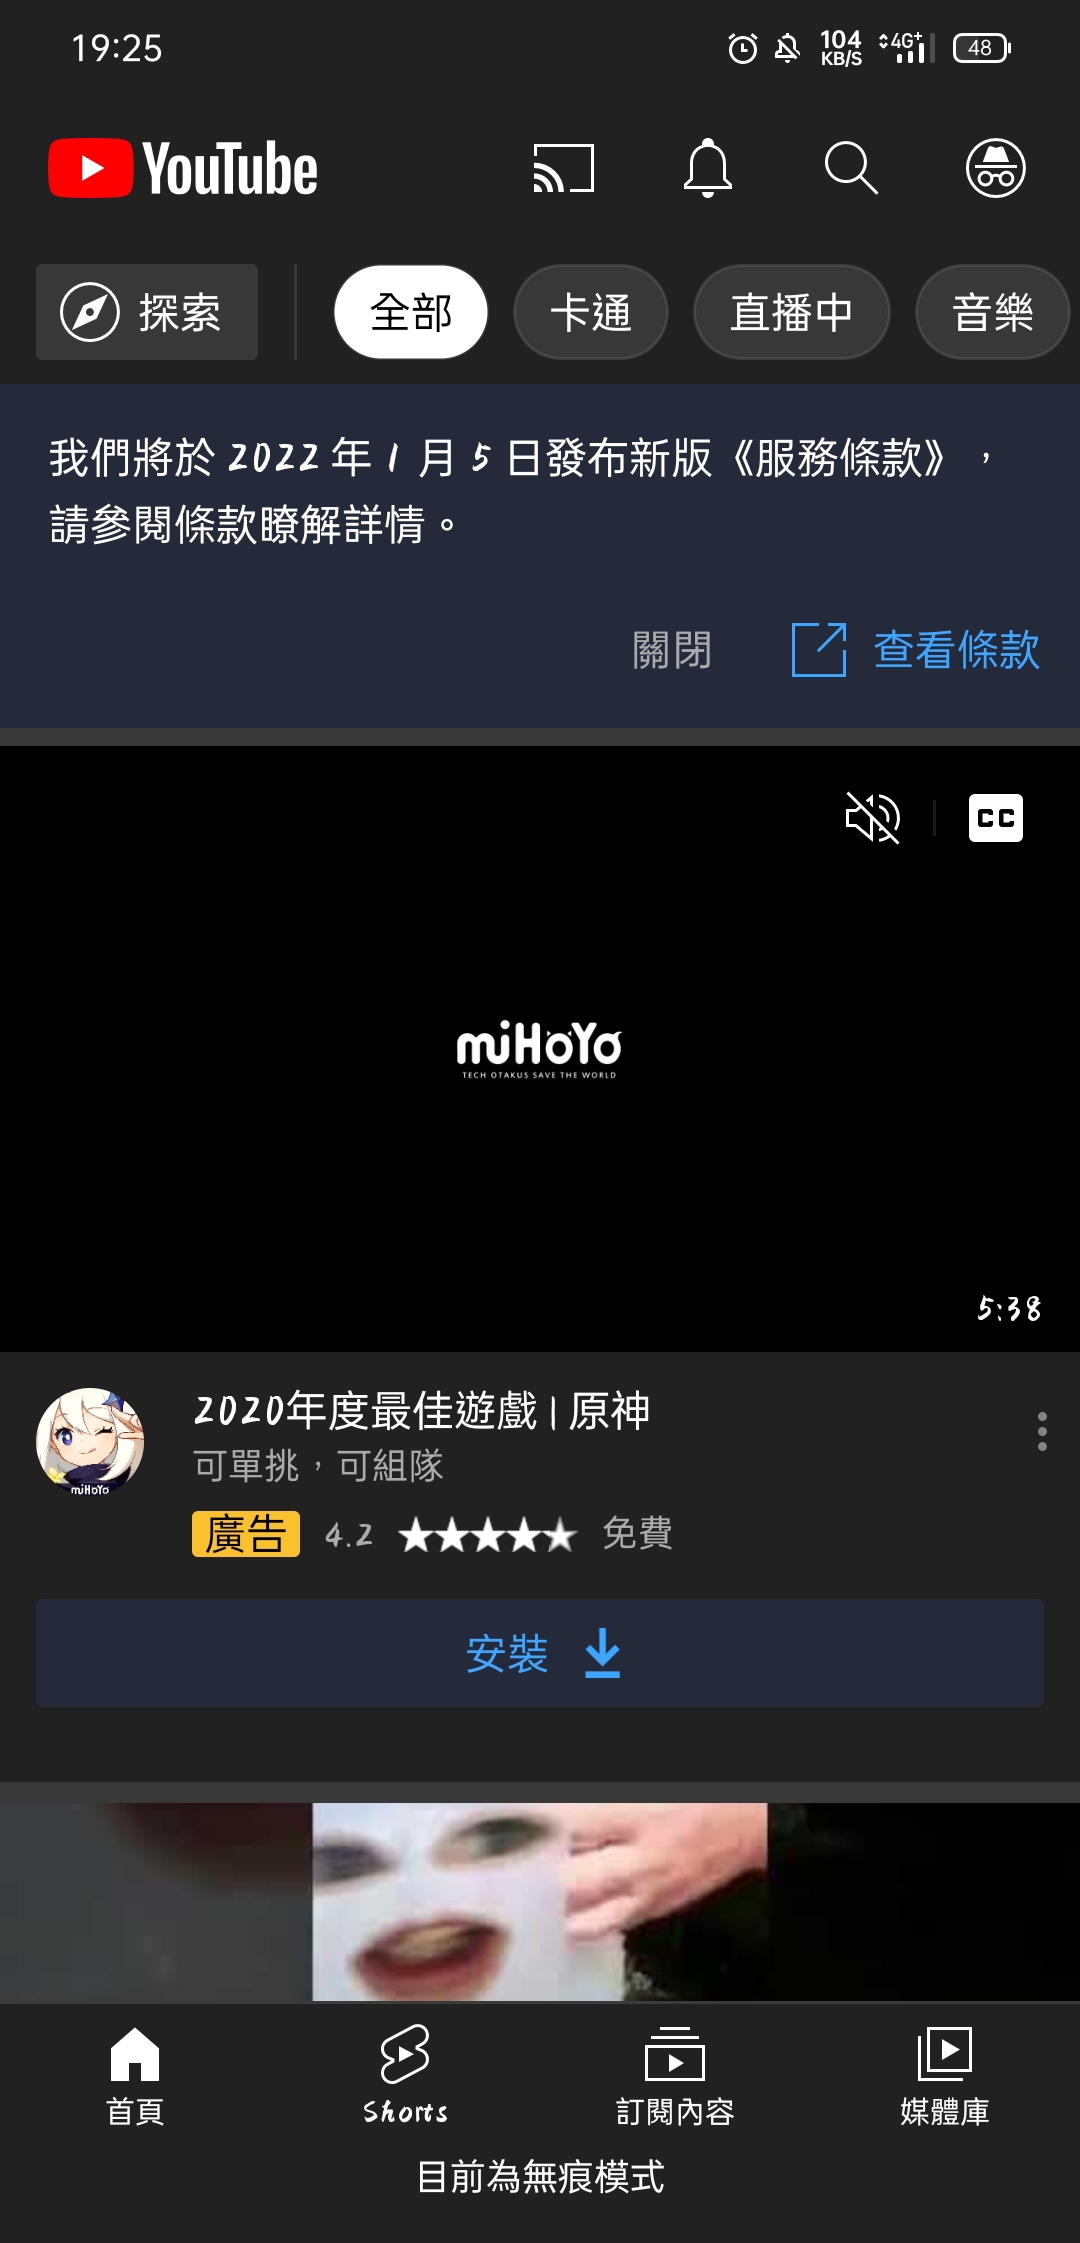 19:25
104
KB/S
4G+
48
YouTube
探索
全部
卡通
直播中
音樂
我們將於 2022 年 1 月 5 日發布新版《服務條款》，
請參閱條款瞭解詳情。
關閉
查看條款
CC
miHoYo
TECH OTAKUS SAVE THE WORLD
5:38
2020年度最佳遊戲 | 原神
可單挑，可組隊
miHoYo
廣告
4.2
免費
安裝
首頁
Shorts
訂閱內容
媒體庫
目前為無痕模式